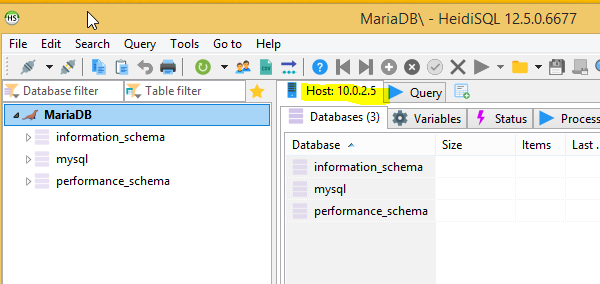 HS
MariaDB\ - HeidiSQL 12.5.0.6677
File Edit Search Query Tools Go to Help
Database filter Table filter
Host: 10.0.2.5 Query
MariaDB
information_schema
mysql
performance_schema
Databases (3) Variables Status Process
Database Size Items Last ..
information_schema
mysql
performance_schema